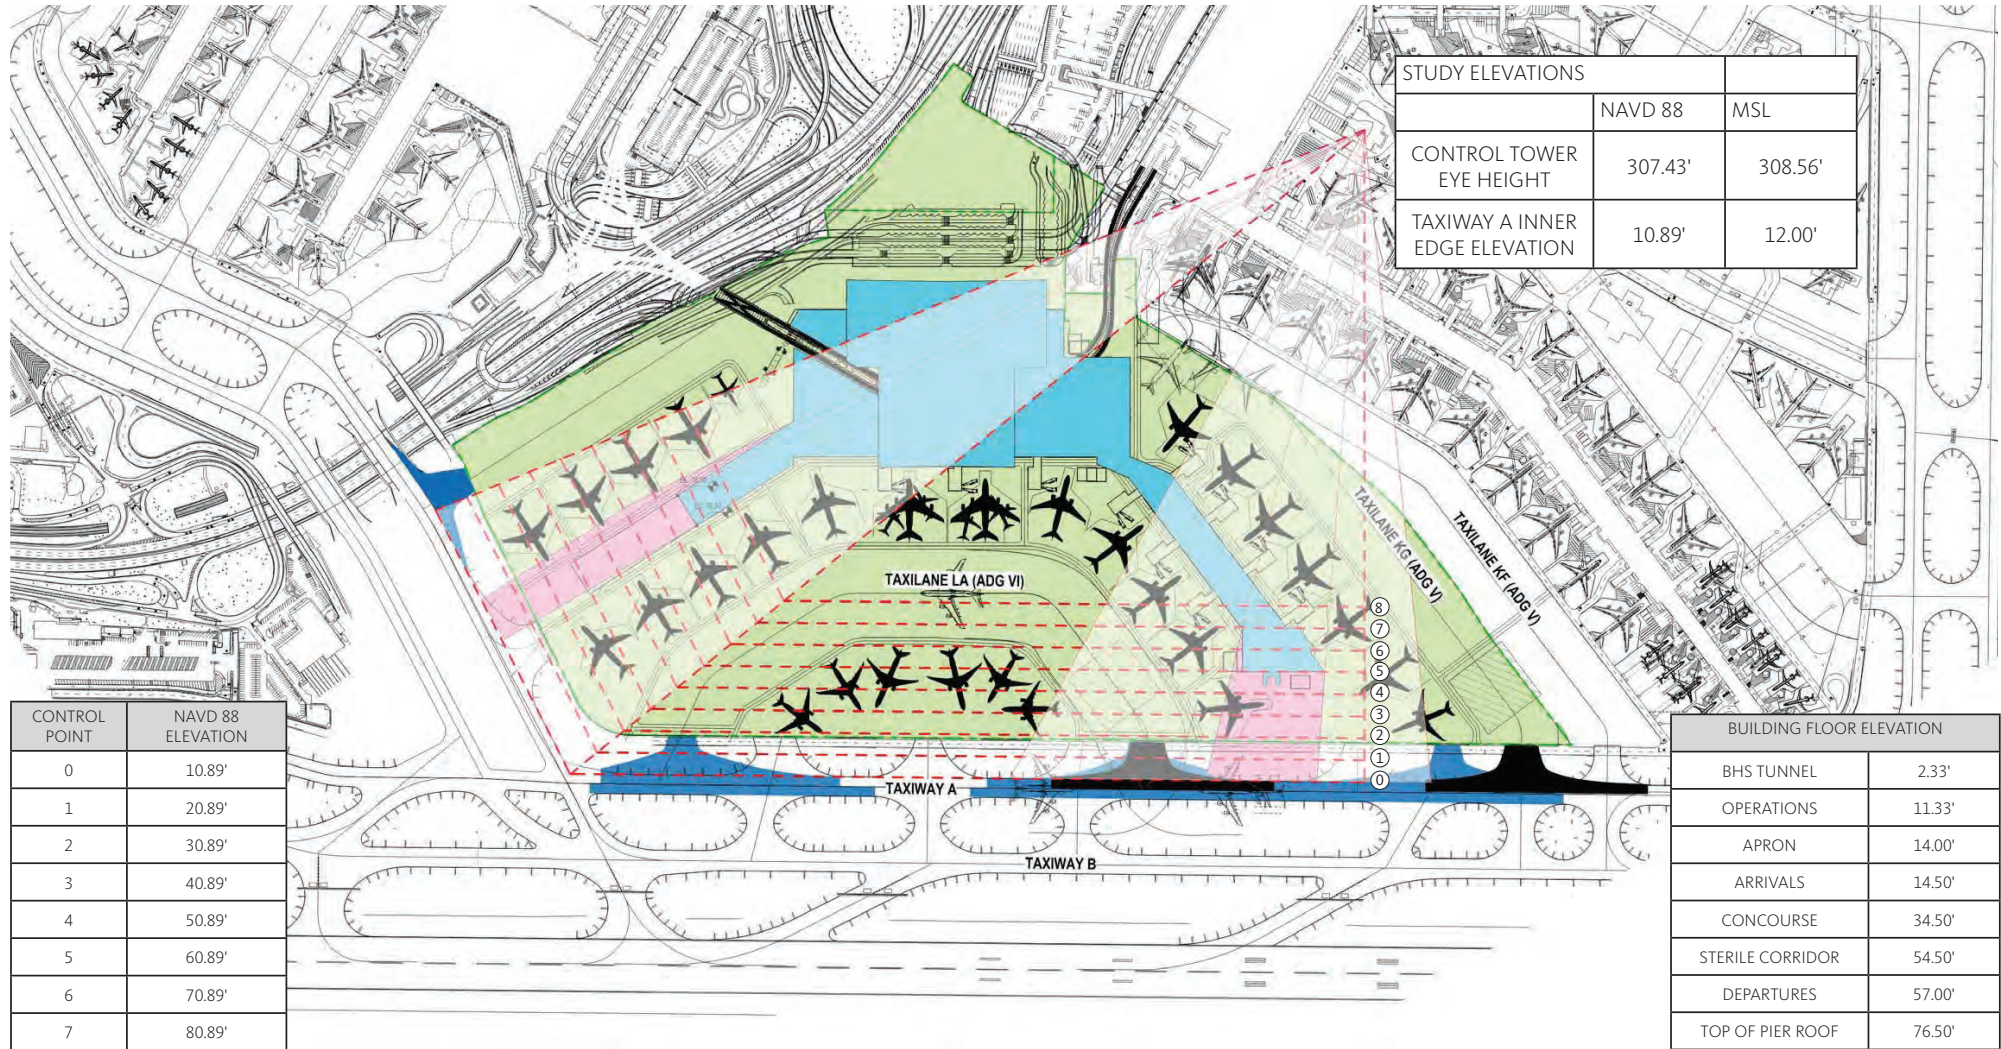 STUDY ELEVATIONS
NAVD 88 MSL
CONTROL TOWER
EYE HEIGHT
307.43' 308.56'
TAXIWAY A INNER
EDGE ELEVATION
10.89' 12.00'
TAXILANE KG (ADG V)
TAXILANE KF (ADG V)
TAXILANE LA (ADG VI)
8
7
6
5
4
3
2
1
0
TAXIWAY A
TAXIWAY B
CONTROL
POINT
NAVD 88
ELEVATION
0 10.89'
1 20.89'
2 30.89'
3 40.89'
4 50.89'
5 60.89'
6 70.89'
7 80.89'
BUILDING FLOOR ELEVATION
BHS TUNNEL 2.33'
OPERATIONS 11.33'
APRON 14.00'
ARRIVALS 14.50'
CONCOURSE 34.50'
STERILE CORRIDOR 54.50'
DEPARTURES 57.00'
TOP OF PIER ROOF 76.50'